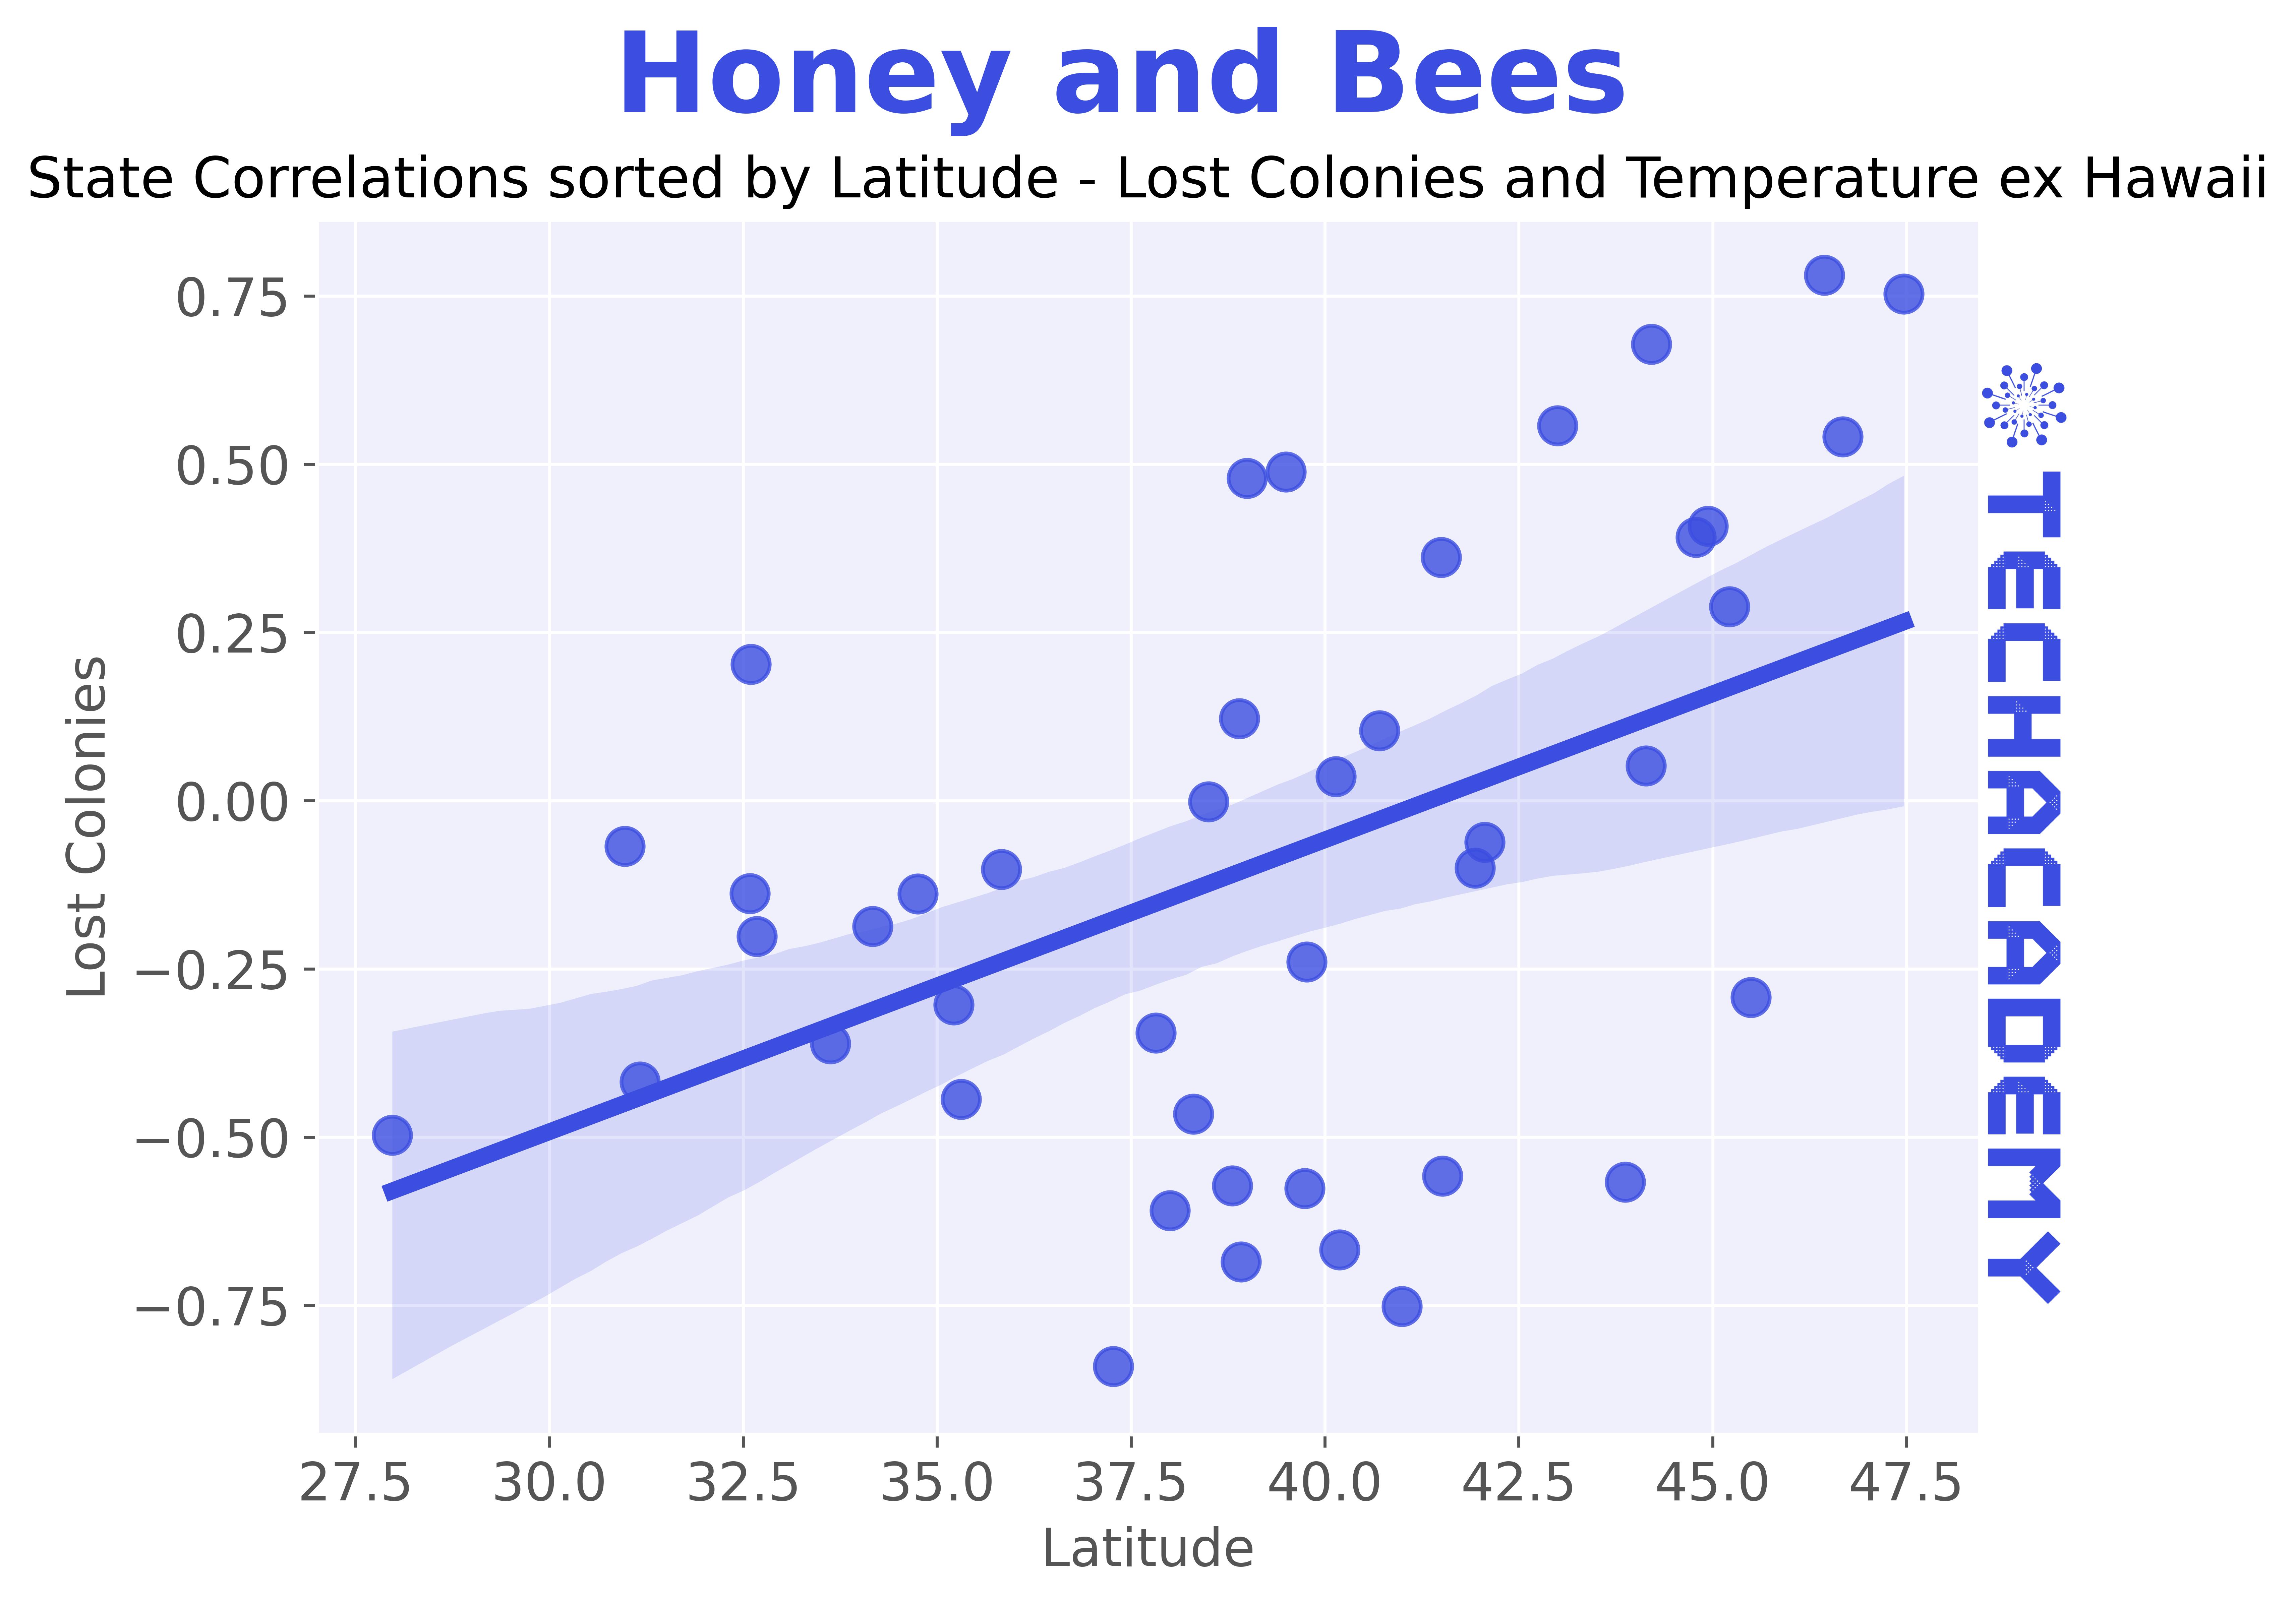 Honey and Bees
State Correlations sorted by Latitude - Lost Colonies and Temperature ex Hawaii
Lost Colonies
0.75
0.50
0.25
0.00
−0.25
−0.50
−0.75
27.5 30.0 32.5 35.0 37.5 40.0 42.5 45.0 47.5
Latitude
TECHACADEMY